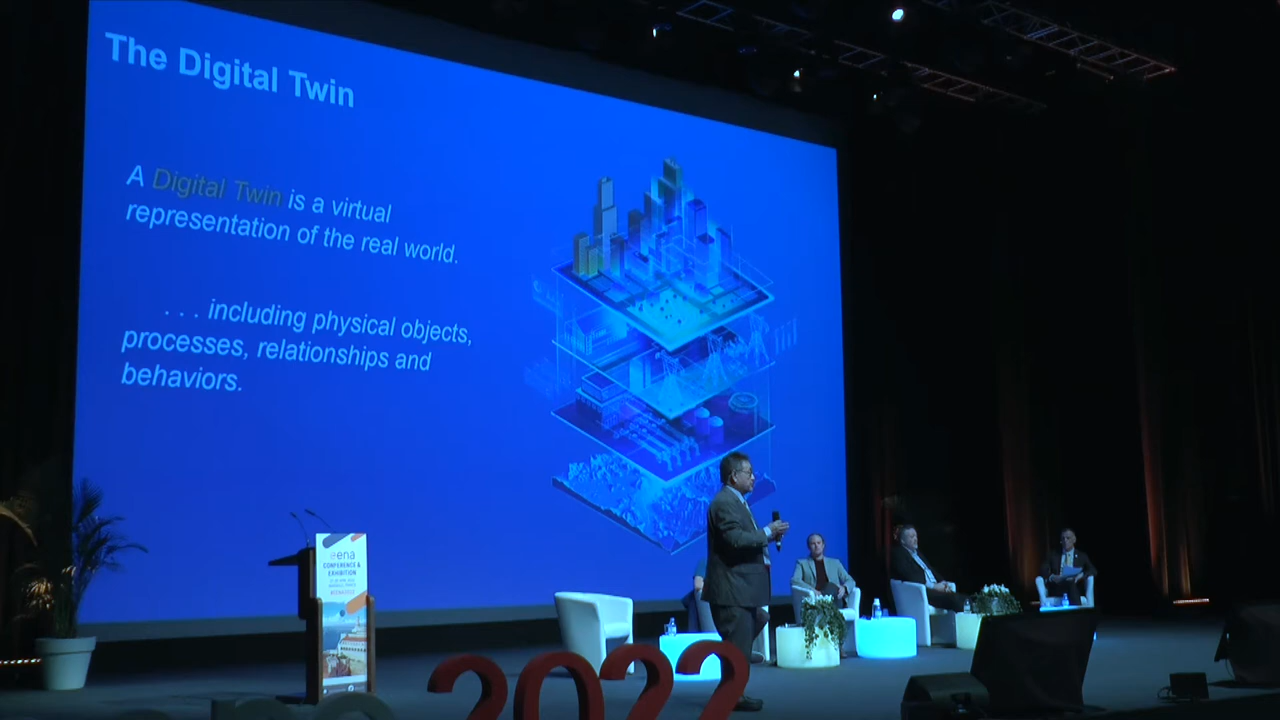 The Digital Twin
A Digital Twin is a virtual
representation of the real world.
. . . including physical objects,
processes, relationships and
behaviors.
eena
CONFERENCE &
EXHIBITION
2022